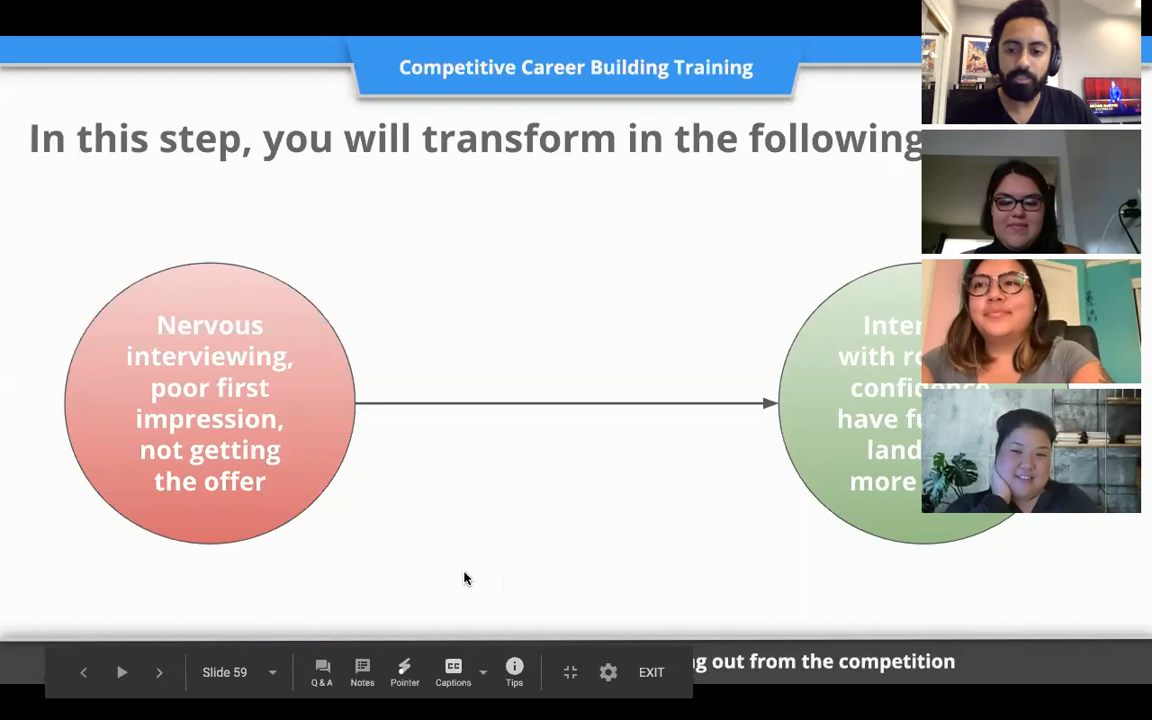 Competitive Career Building Training
In this step, you will transform in the following
Nervous
interviewing,
poor first
impression,
not getting
the offer
with
have
land
more
out from the competition
Slide 59
Q & A
Notes
Pointer
CC
Captions
Tips
EXIT